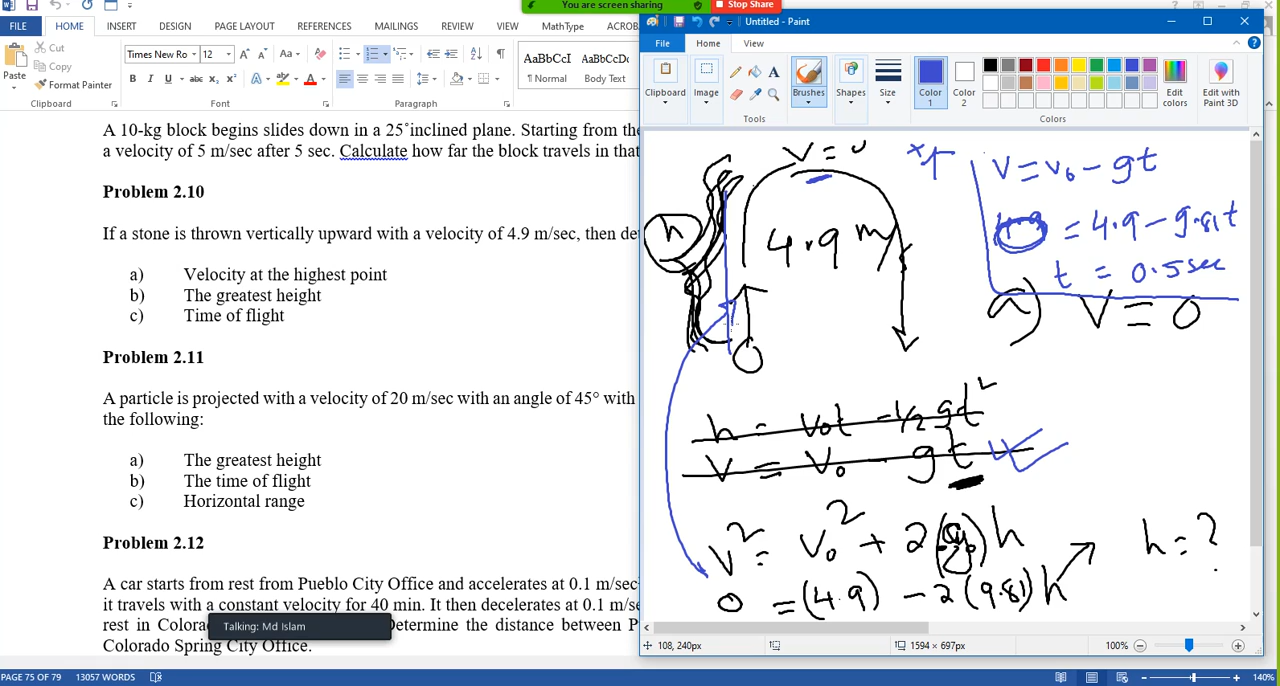 You are screen sharing Stop Share
FILE HOME INSERT DESIGN PAGE LAYOUT REFERENCES MAILINGS REVIEW VIEW MathType ACROB
Cut
Copy
Format Painter
Paste
Clipboard
Times New Ro 12
Font
Paragraph
AaBbCcI AaBbCcDc
¶ Normal Body Text
A 10-kg block begins slides down in a 25˚inclined plane. Starting from the
a velocity of 5 m/sec after 5 sec. Calculate how far the block travels in that
Problem 2.10
If a stone is thrown vertically upward with a velocity of 4.9 m/sec, then de
a) Velocity at the highest point
b) The greatest height
c) Time of flight
Problem 2.11
A particle is projected with a velocity of 20 m/sec with an angle of 45° with
the following:
a) The greatest height
b) The time of flight
c) Horizontal range
Problem 2.12
A car starts from rest from Pueblo City Office and accelerates at 0.1 m/sec
it travels with a constant velocity for 40 min. It then decelerates at 0.1 m/se
rest in Colora Determine the distance between P
Colorado Spring City Office.
Talking: Md Islam
PAGE 75 OF 79 13057 WORDS
140%
Untitled - Paint
File Home View
Clipboard
Image
Tools
Brushes
Shapes
Size
Color 1
Color 2
Edit colors
Edit with Paint 3D
Colors
V = 0
h
4.9 m/
V = V₀ - gt
= 4.9 - 9.81t
t = 0.5 sec
a) V = 0
h = V₀t - 1/2 gt²
V = V₀ - gt
V² = V₀² + 2( )h
h = ?
0 = (4.9) - 2(9.81)h
108, 240px
1594 × 697px
100%